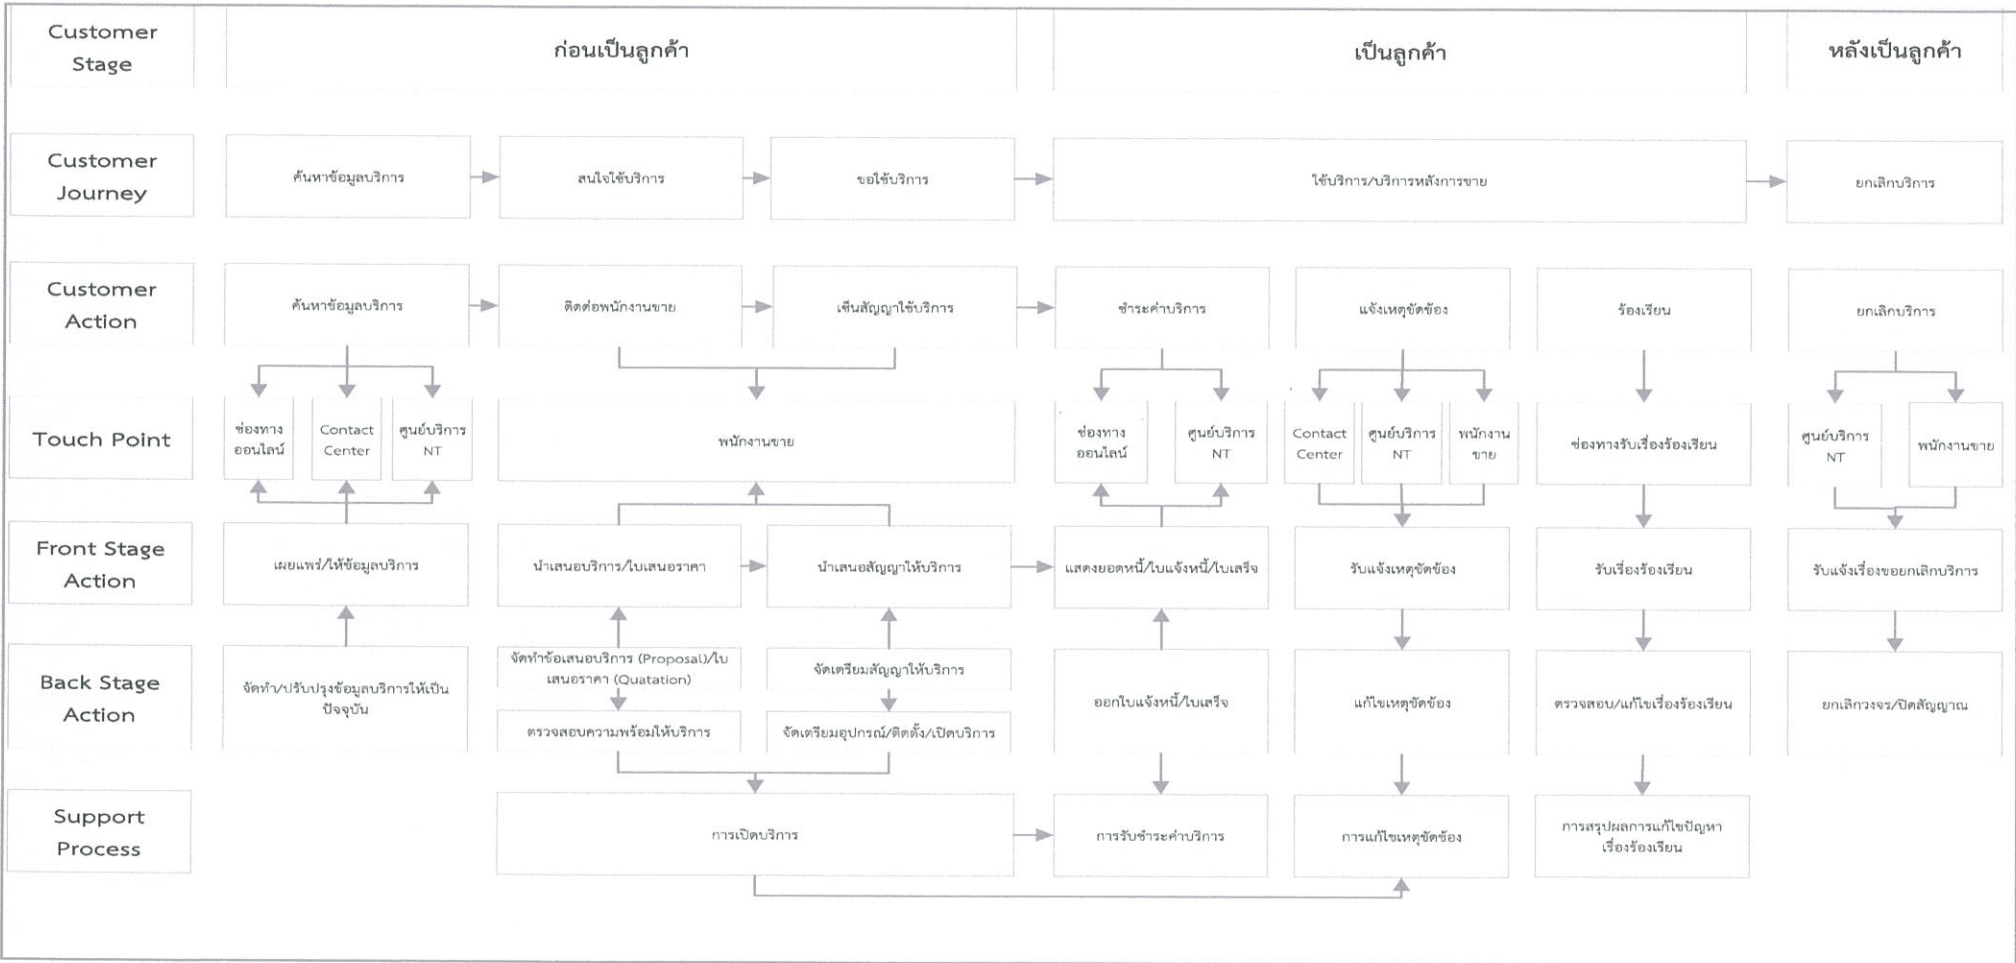 Customer
Stage
ก่อนเป็นลูกค้า
เป็นลูกค้า
หลังเป็นลูกค้า
Customer
Journey
ค้นหาข้อมูลบริการ
สนใจใช้บริการ
ขอใช้บริการ
ใช้บริการ/บริการหลังการขาย
ยกเลิกบริการ
Customer
Action
ค้นหาข้อมูลบริการ
ติดต่อพนักงานขาย
เซ็นสัญญาใช้บริการ
ชำระค่าบริการ
แจ้งเหตุขัดข้อง
ร้องเรียน
ยกเลิกบริการ
Touch Point
ช่องทาง
ออนไลน์
Contact
Center
ศูนย์บริการ
NT
พนักงานขาย
ช่องทาง
ออนไลน์
ศูนย์บริการ
NT
Contact
Center
ศูนย์บริการ
NT
พนักงาน
ขาย
ช่องทางรับเรื่องร้องเรียน
ศูนย์บริการ
NT
พนักงานขาย
Front Stage
Action
เผยแพร่/ให้ข้อมูลบริการ
นำเสนอบริการ/ใบเสนอราคา
นำเสนอสัญญาให้บริการ
แสดงยอดหนี้/ใบแจ้งหนี้/ใบเสร็จ
รับแจ้งเหตุขัดข้อง
รับเรื่องร้องเรียน
รับแจ้งเรื่องขอยกเลิกบริการ
Back Stage
Action
จัดทำ/ปรับปรุงข้อมูลบริการให้เป็น
ปัจจุบัน
จัดทำข้อเสนอบริการ (Proposal)/ใบ
เสนอราคา (Quatation)
ตรวจสอบความพร้อมให้บริการ
จัดเตรียมสัญญาให้บริการ
จัดเตรียมอุปกรณ์/ติดตั้ง/เปิดบริการ
ออกใบแจ้งหนี้/ใบเสร็จ
แก้ไขเหตุขัดข้อง
ตรวจสอบ/แก้ไขเรื่องร้องเรียน
ยกเลิกวงจร/ปิดสัญญาณ
Support
Process
การเปิดบริการ
การรับชำระค่าบริการ
การแก้ไขเหตุขัดข้อง
การสรุปผลการแก้ไขปัญหา
เรื่องร้องเรียน